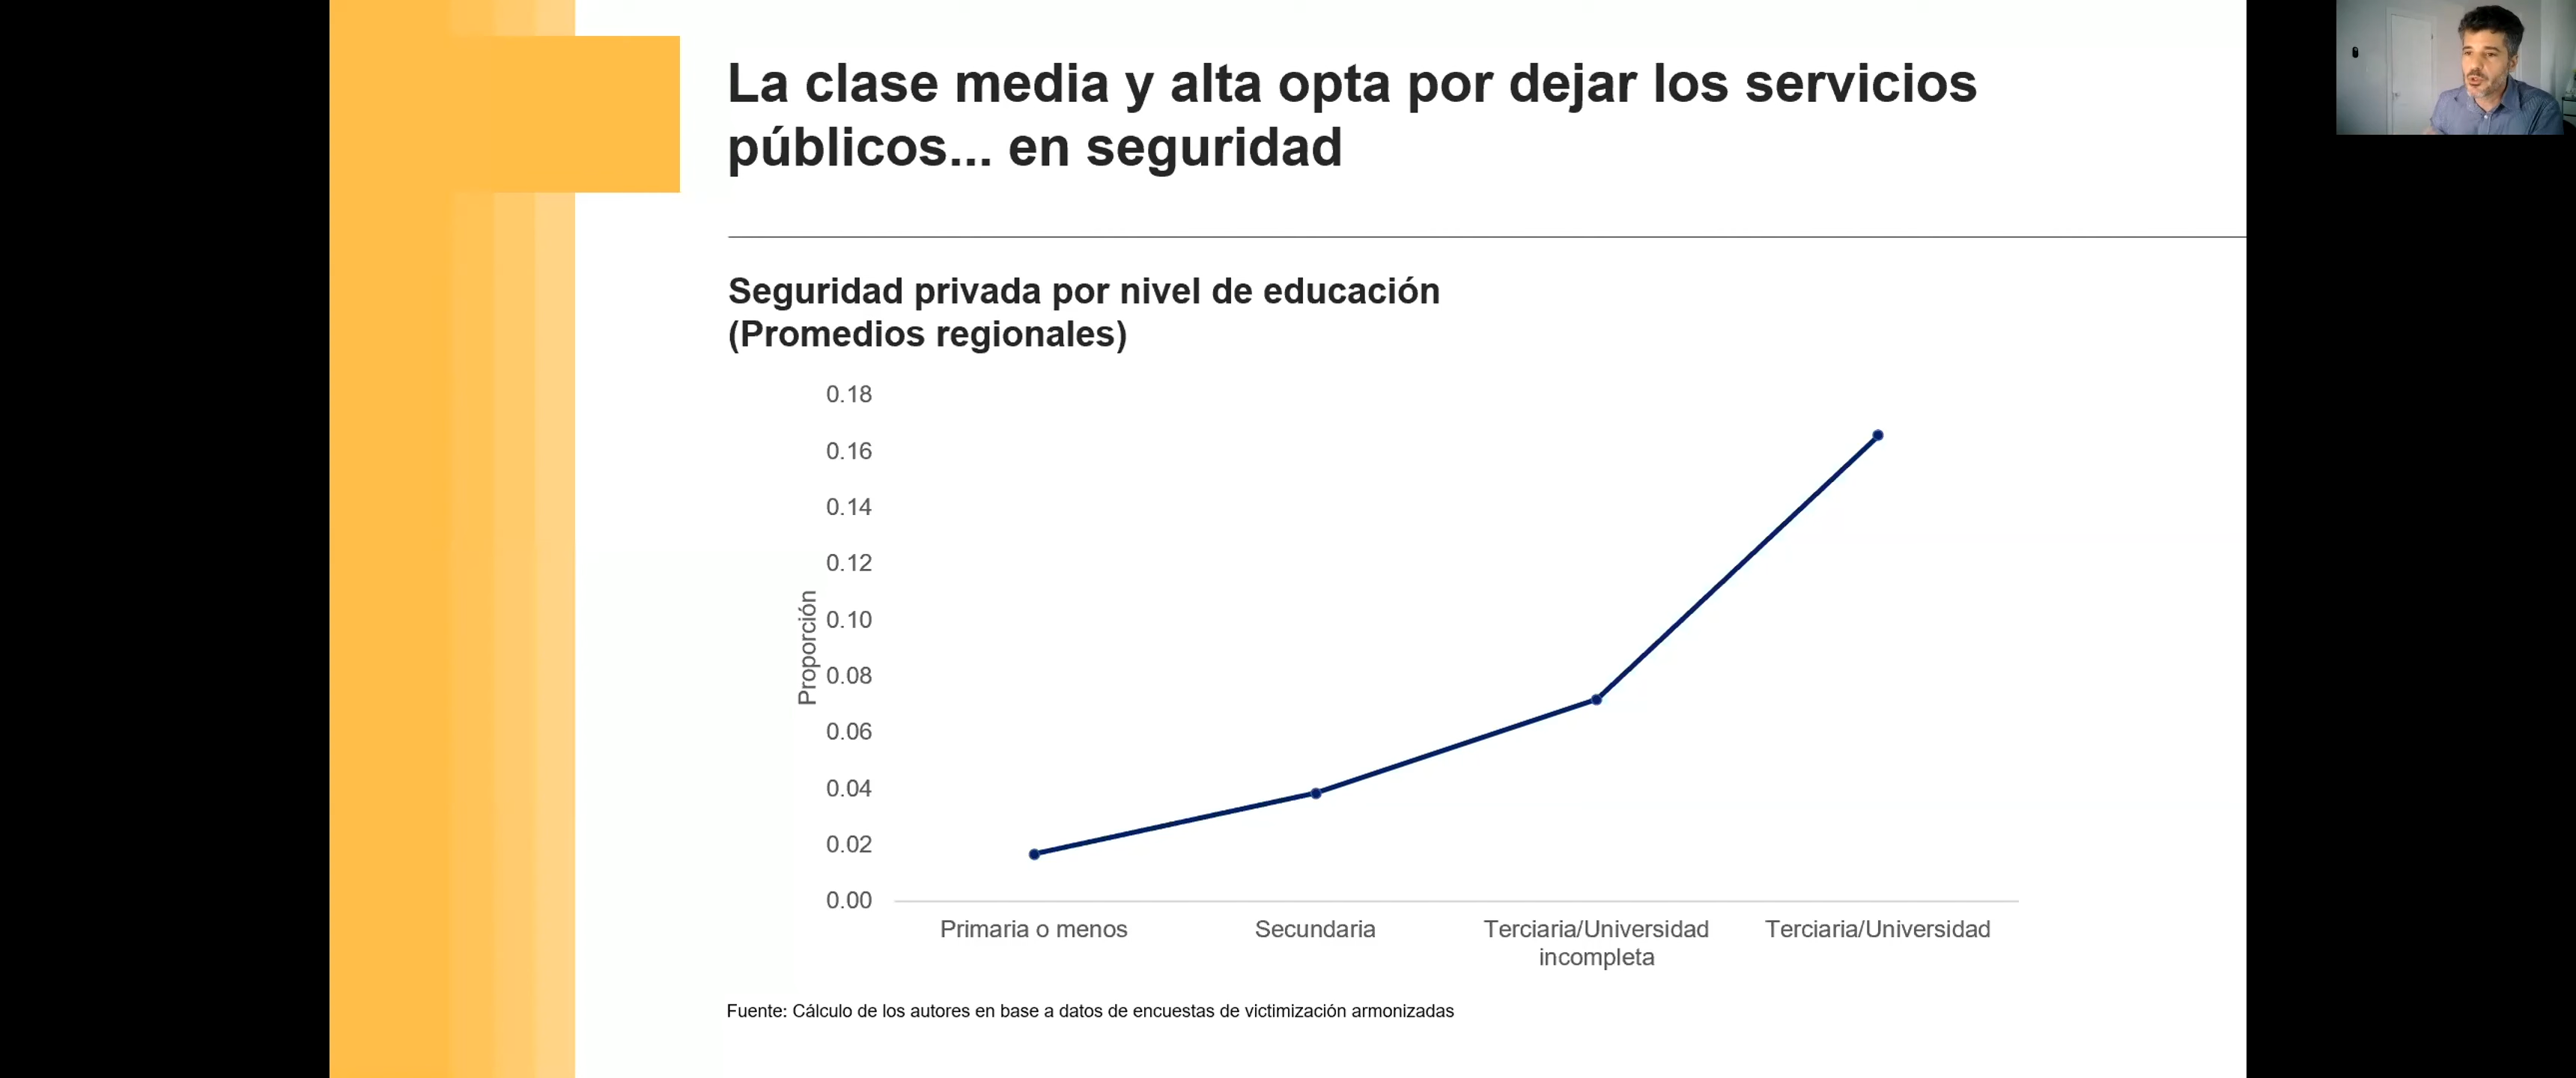 La clase media y alta opta por dejar los servicios
públicos... en seguridad
Seguridad privada por nivel de educación
(Promedios regionales)
Proporción
0.18
0.16
0.14
0.12
0.10
0.08
0.06
0.04
0.02
0.00
Primaria o menos
Secundaria
Terciaria/Universidad
incompleta
Terciaria/Universidad
Fuente: Cálculo de los autores en base a datos de encuestas de victimización armonizadas